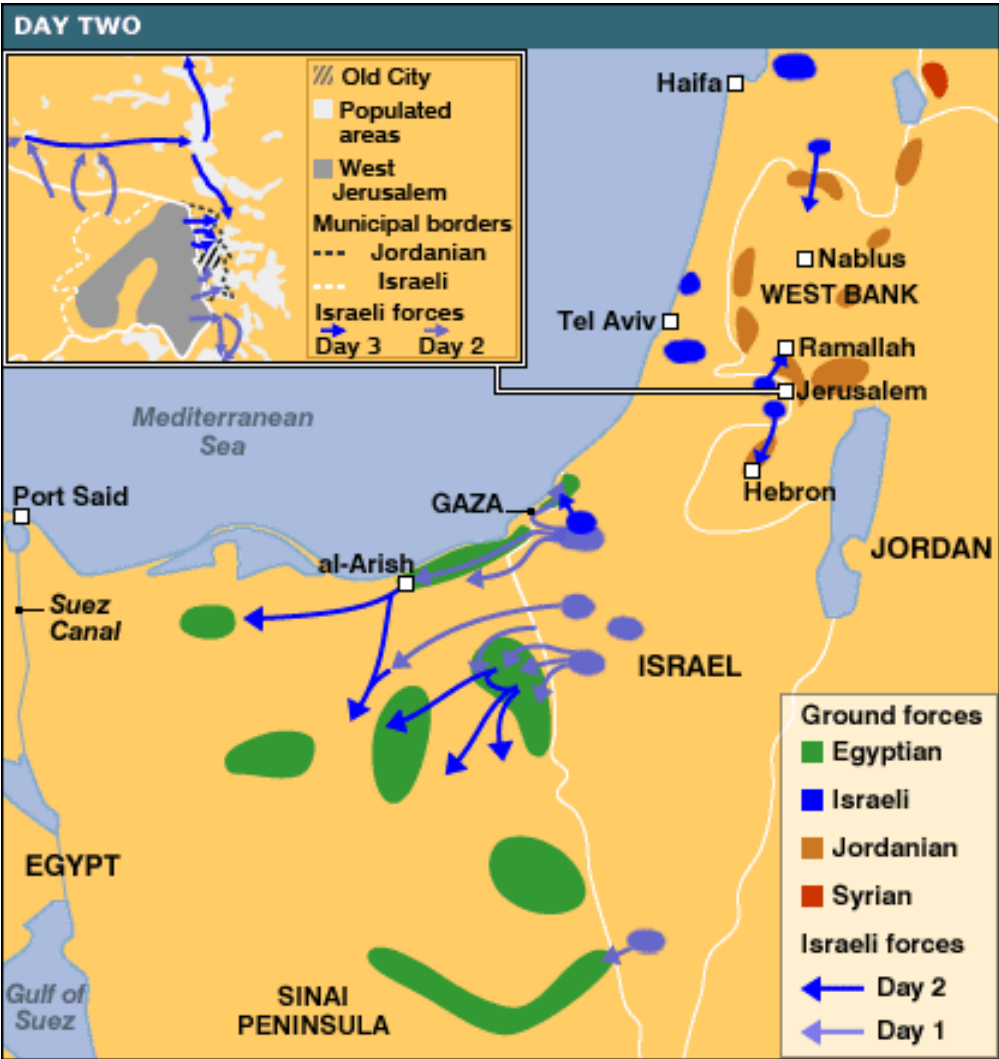 DAY TWO
Old City
Populated
areas
West
Jerusalem
Municipal borders
Jordanian
Israeli
Israeli forces
Day 3 Day 2
Haifa
Nablus
WEST BANK
Tel Aviv
Ramallah
Jerusalem
Mediterranean
Sea
Hebron
Port Said
GAZA
al-Arish
JORDAN
Suez
Canal
ISRAEL
Ground forces
Egyptian
Israeli
Jordanian
Syrian
Israeli forces
Day 2
Day 1
EGYPT
Gulf of
Suez
SINAI
PENINSULA